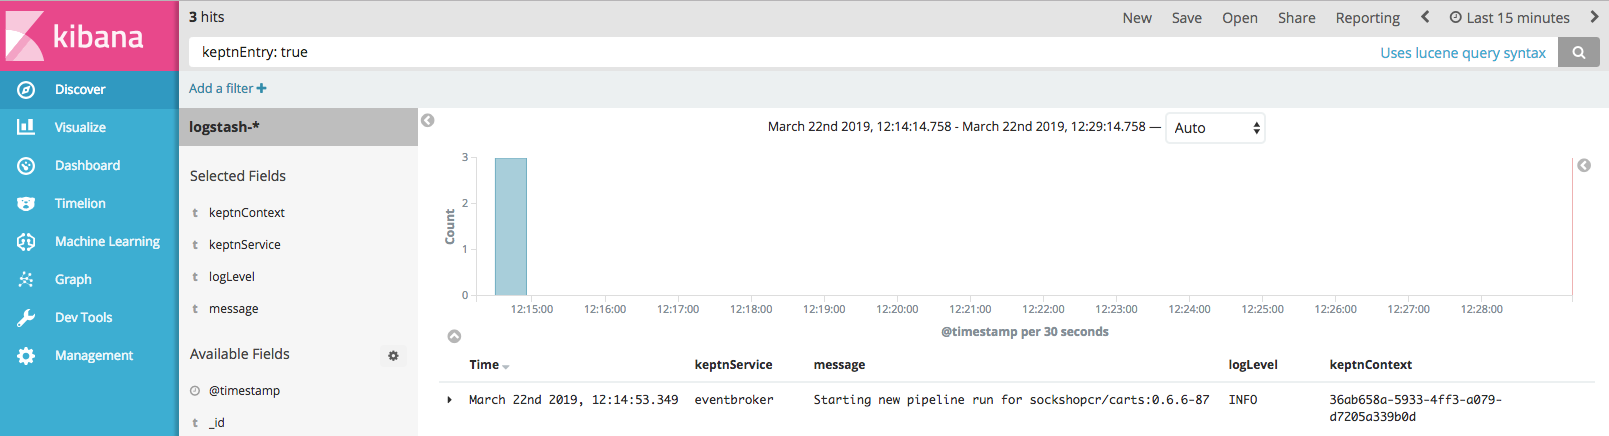 kibana
Discover
Visualize
Dashboard
Timelion
Machine Learning
Graph
Dev Tools
Management
3 hits
New Save Open Share Reporting Last 15 minutes
keptnEntry: true
Uses lucene query syntax
Add a filter +
logstash-*
Selected Fields
t keptnContext
t keptnService
t logLevel
t message
Available Fields
@timestamp
t _id
March 22nd 2019, 12:14:14.758 - March 22nd 2019, 12:29:14.758 — Auto
3
2
1
0
Count
12:15:00 12:16:00 12:17:00 12:18:00 12:19:00 12:20:00 12:21:00 12:22:00 12:23:00 12:24:00 12:25:00 12:26:00 12:27:00 12:28:00
@timestamp per 30 seconds
Time keptnService message logLevel keptnContext
March 22nd 2019, 12:14:53.349 eventbroker Starting new pipeline run for sockshopcr/carts:0.6.6-87 INFO 36ab658a-5933-4ff3-a079-
d7205a339b0d